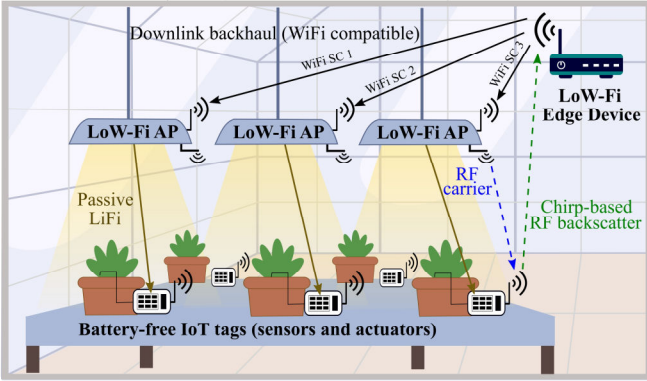 Downlink backhaul (WiFi compatible)
WiFi SC 1
WiFi SC 2
WiFi SC 3
LoW-Fi
Edge Device
LoW-Fi AP
LoW-Fi AP
LoW-Fi AP
Passive
LiFi
RF
carrier
Chirp-based
RF backscatter
Battery-free IoT tags (sensors and actuators)